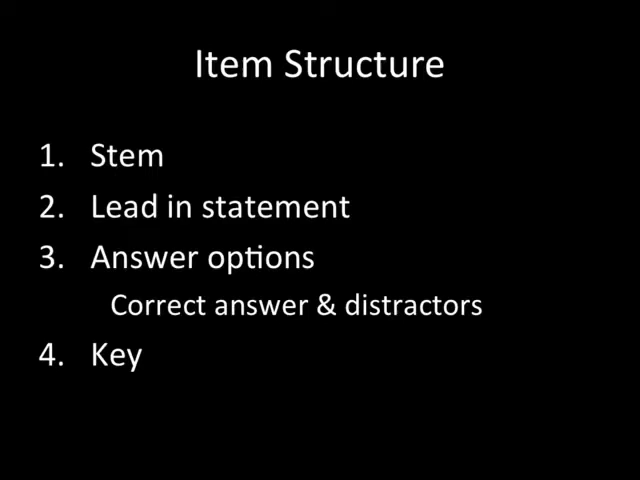 Item Structure
1. Stem
2. Lead in statement
3. Answer options
Correct answer & distractors
4. Key